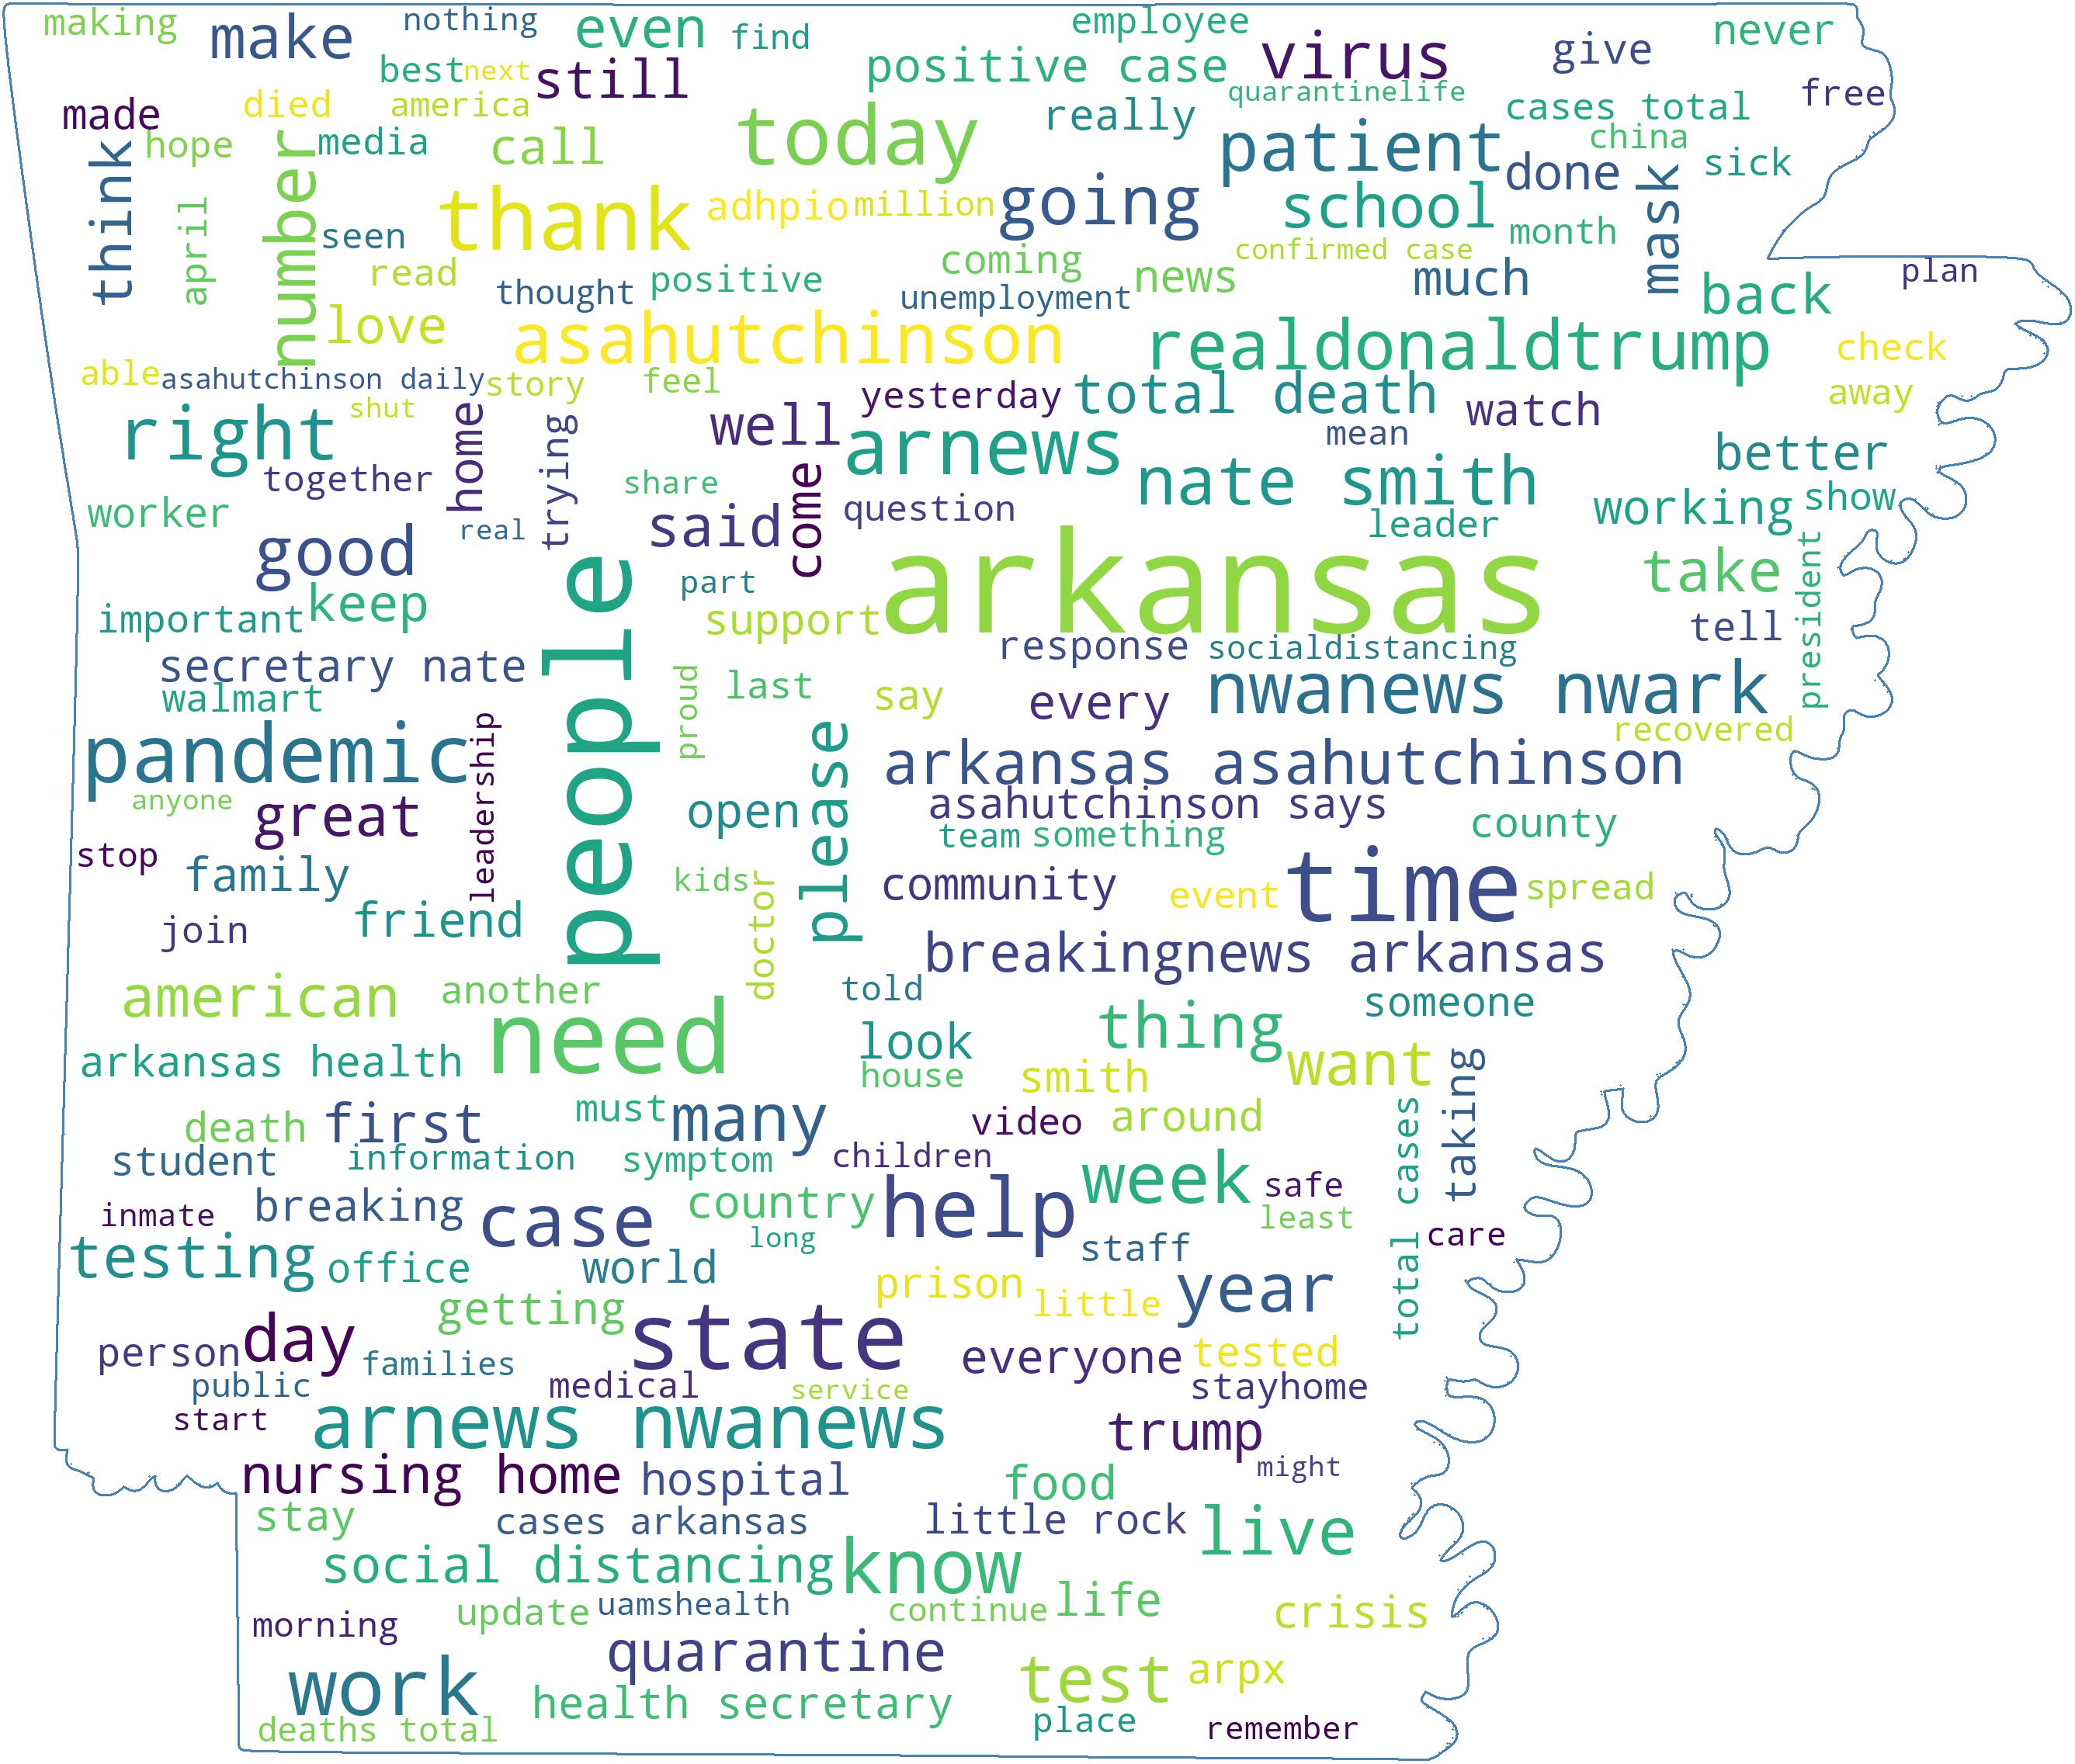 making
make
nothing
even
find
employee
virus
give
never
best
next
still
positive case
quarantinelife
cases total
free
made
died
america
today
really
patient
china
hope
media
call
done
sick
think
number
mask
april
seen
thank
adhpio
million
going
school
month
read
thought
positive
coming
unemployment
news
confirmed case
much
back
plan
love
asahutchinson
realdonaldtrump
check
able
asahutchinson daily
story
feel
yesterday
total death
watch
away
right
shut
home
trying
well
arnews
mean
better
together
share
come
question
nate smith
working
show
worker
real
said
leader
good
people
part
arkansas
take
president
important
keep
support
response
socialdistancing
tell
secretary nate
walmart
proud
last
say
every
nwanews nwark
recovered
pandemic
leadership
please
arkansas asahutchinson
anyone
great
open
asahutchinson says
team
something
county
stop
family
kids
doctor
community
event
time
spread
join
friend
breakingnews arkansas
american
another
told
someone
need
look
thing
arkansas health
house
smith
want
taking
death
first
must
many
video
around
total cases
student
information
symptom
children
week
safe
inmate
breaking
case
country
long
help
least
care
testing
office
world
staff
getting
prison
little
year
person
day
families
state
everyone
tested
public
medical
service
stayhome
start
arnews nwanews
trump
nursing home
hospital
food
might
stay
cases arkansas
little rock
live
social distancing
know
morning
update
uamshealth
continue
life
crisis
quarantine
work
health secretary
test
arpx
deaths total
place
remember